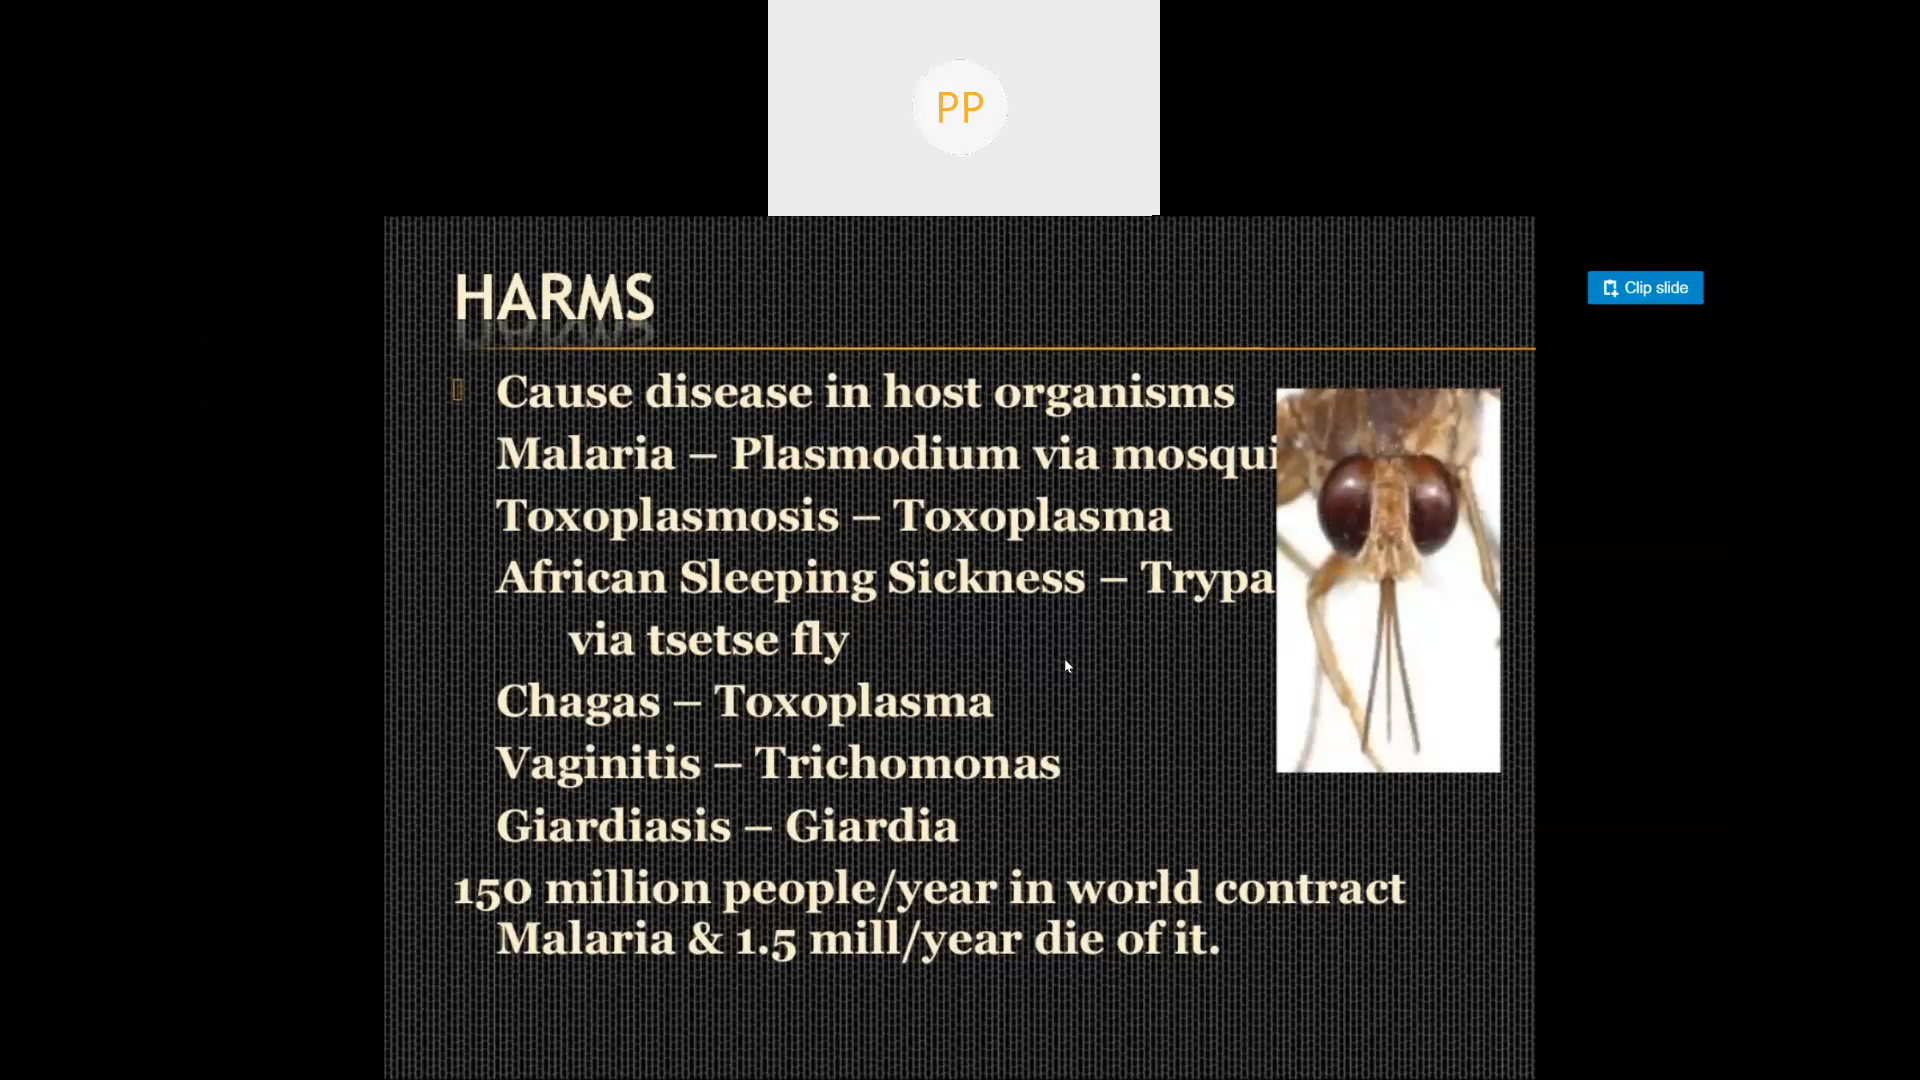 PP
HARMS
Clip slide
Cause disease in host organisms
Malaria – Plasmodium via mosqui
Toxoplasmosis – Toxoplasma
African Sleeping Sickness – Trypa
via tsetse fly
Chagas – Toxoplasma
Vaginitis – Trichomonas
Giardiasis – Giardia
150 million people/year in world contract
Malaria & 1.5 mill/year die of it.